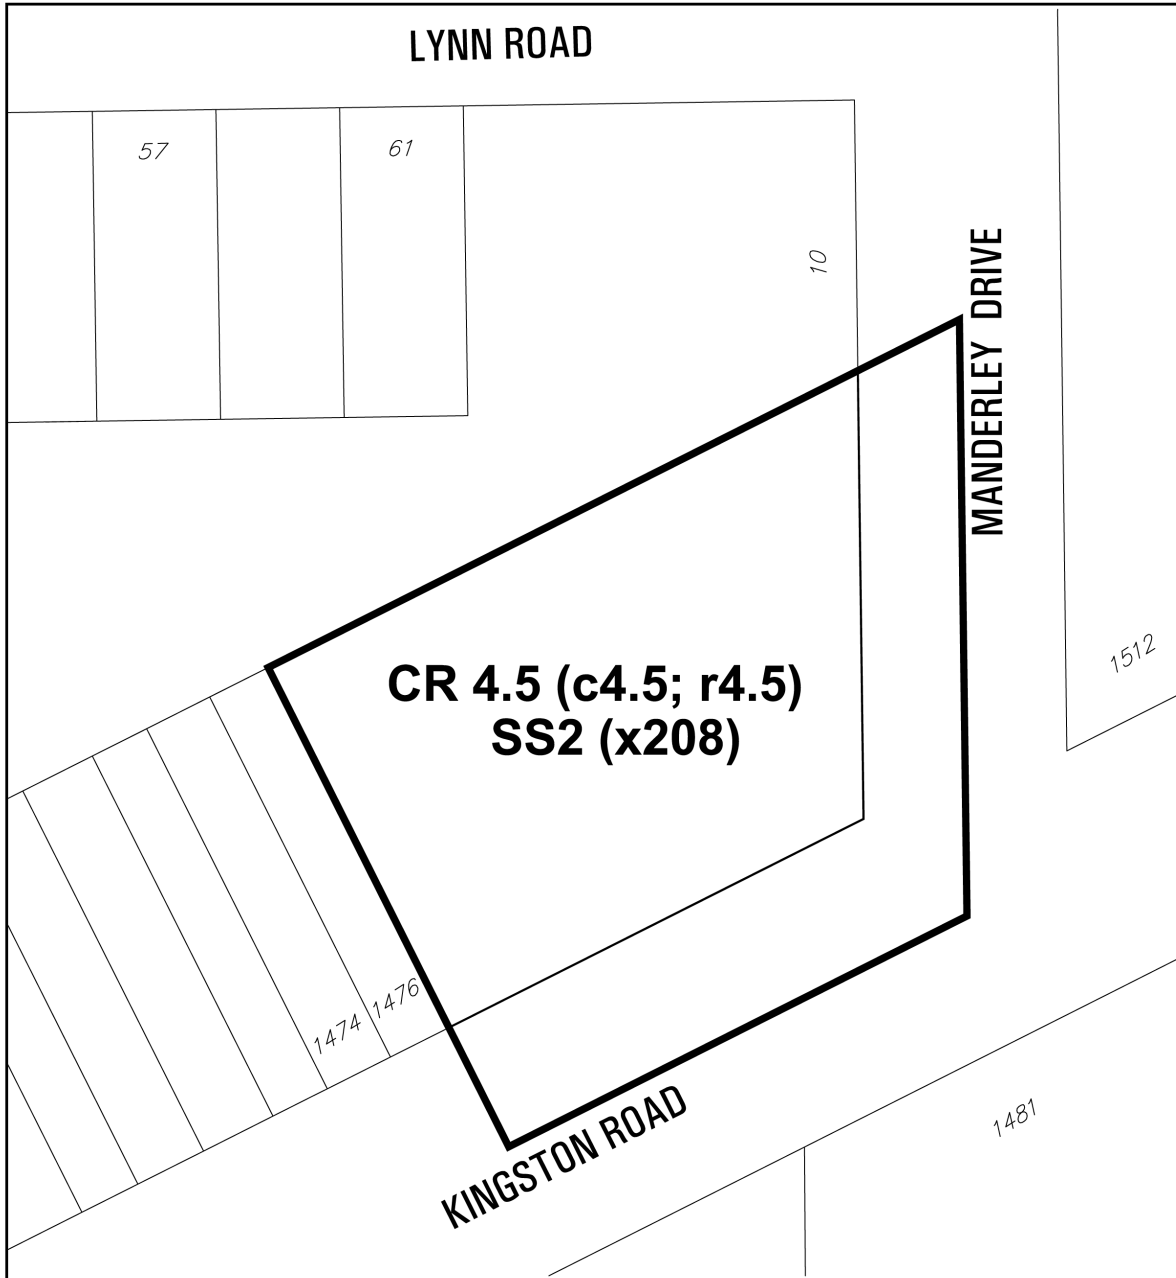 LYNN ROAD
57
61
10
MANDERLEY DRIVE
1512
CR 4.5 (c4.5; r4.5)
SS2 (x208)
1474
1476
KINGSTON ROAD
1481